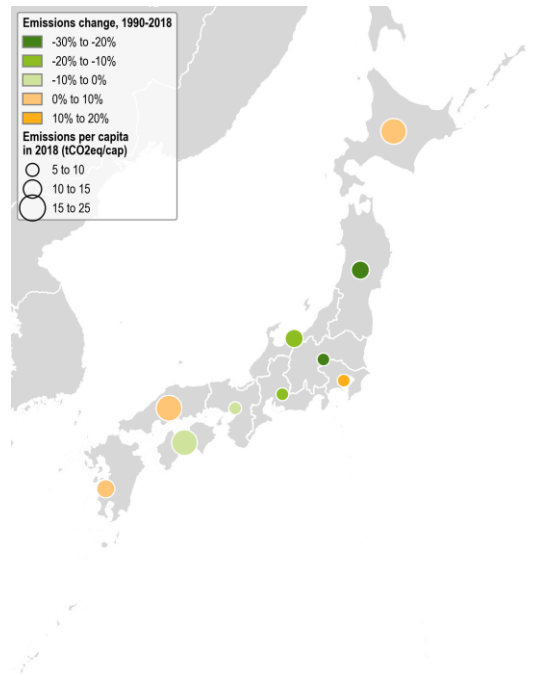 Emissions change, 1990-2018
-30% to -20%
-20% to -10%
-10% to 0%
0% to 10%
10% to 20%
Emissions per capita
in 2018 (tCO2eq/cap)
5 to 10
10 to 15
15 to 25